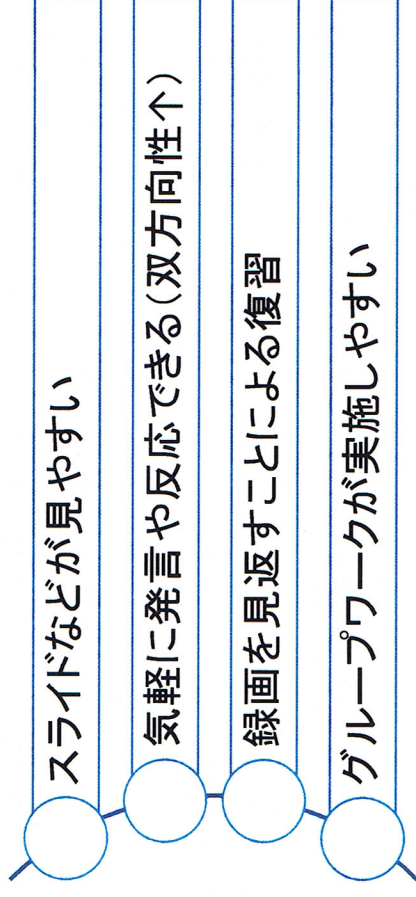 スライドなどが見やすい
気軽に発言や反応できる(双方向性↑)
録画を見返すことによる復習
グループワークが実施しやすい